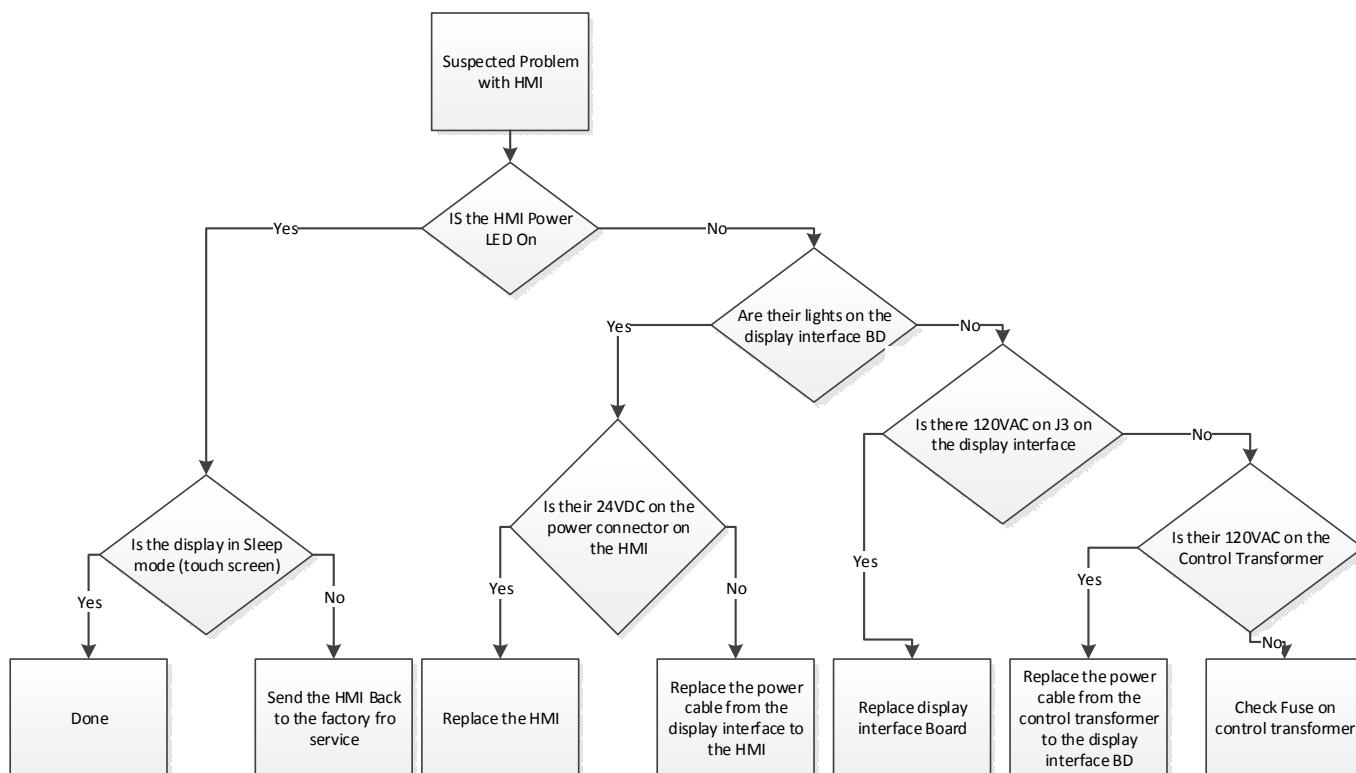 Suspected Problem
with HMI
IS the HMI Power
LED On
Yes
No
Are their lights on the
display interface BD
Yes
No
Is there 120VAC on J3 on
the display interface
No
Is their 24VDC on the
power connector on
the HMI
Is the display in Sleep
mode (touch screen)
Is their 120VAC on the
Control Transformer
Yes
Yes
No
Yes
No
Yes
No
Done
Send the HMI Back
to the factory fro
service
Replace the HMI
Replace the power
cable from the
display interface to
the HMI
Replace display
interface Board
Replace the power
cable from the
control transformer
to the display
interface BD
Check Fuse on
control transformer